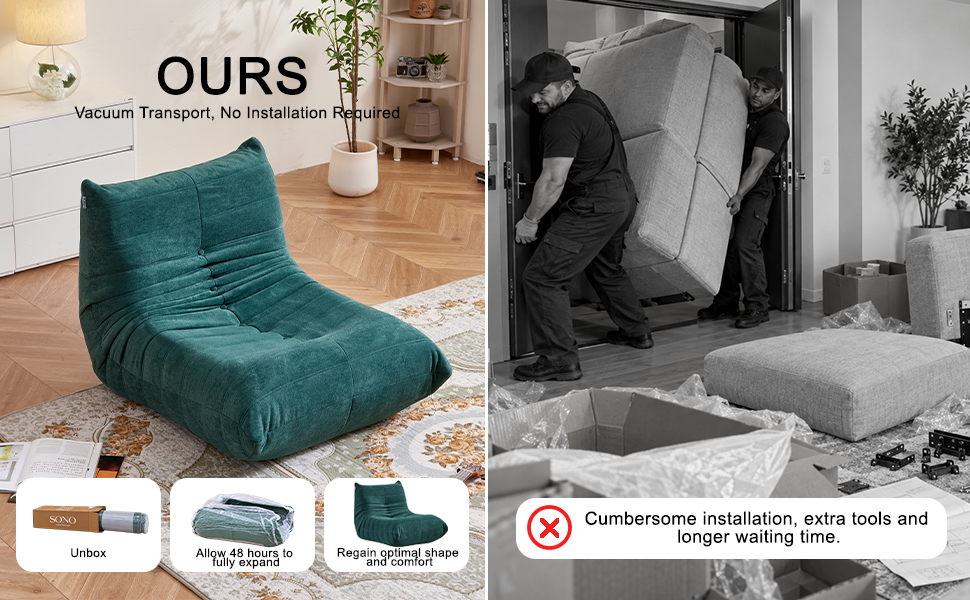 OURS
Vacuum Transport, No Installation Required
SONO
Unbox
Allow 48 hours to
fully expand
Regain optimal shape
and comfort
Cumbersome installation, extra tools and
longer waiting time.